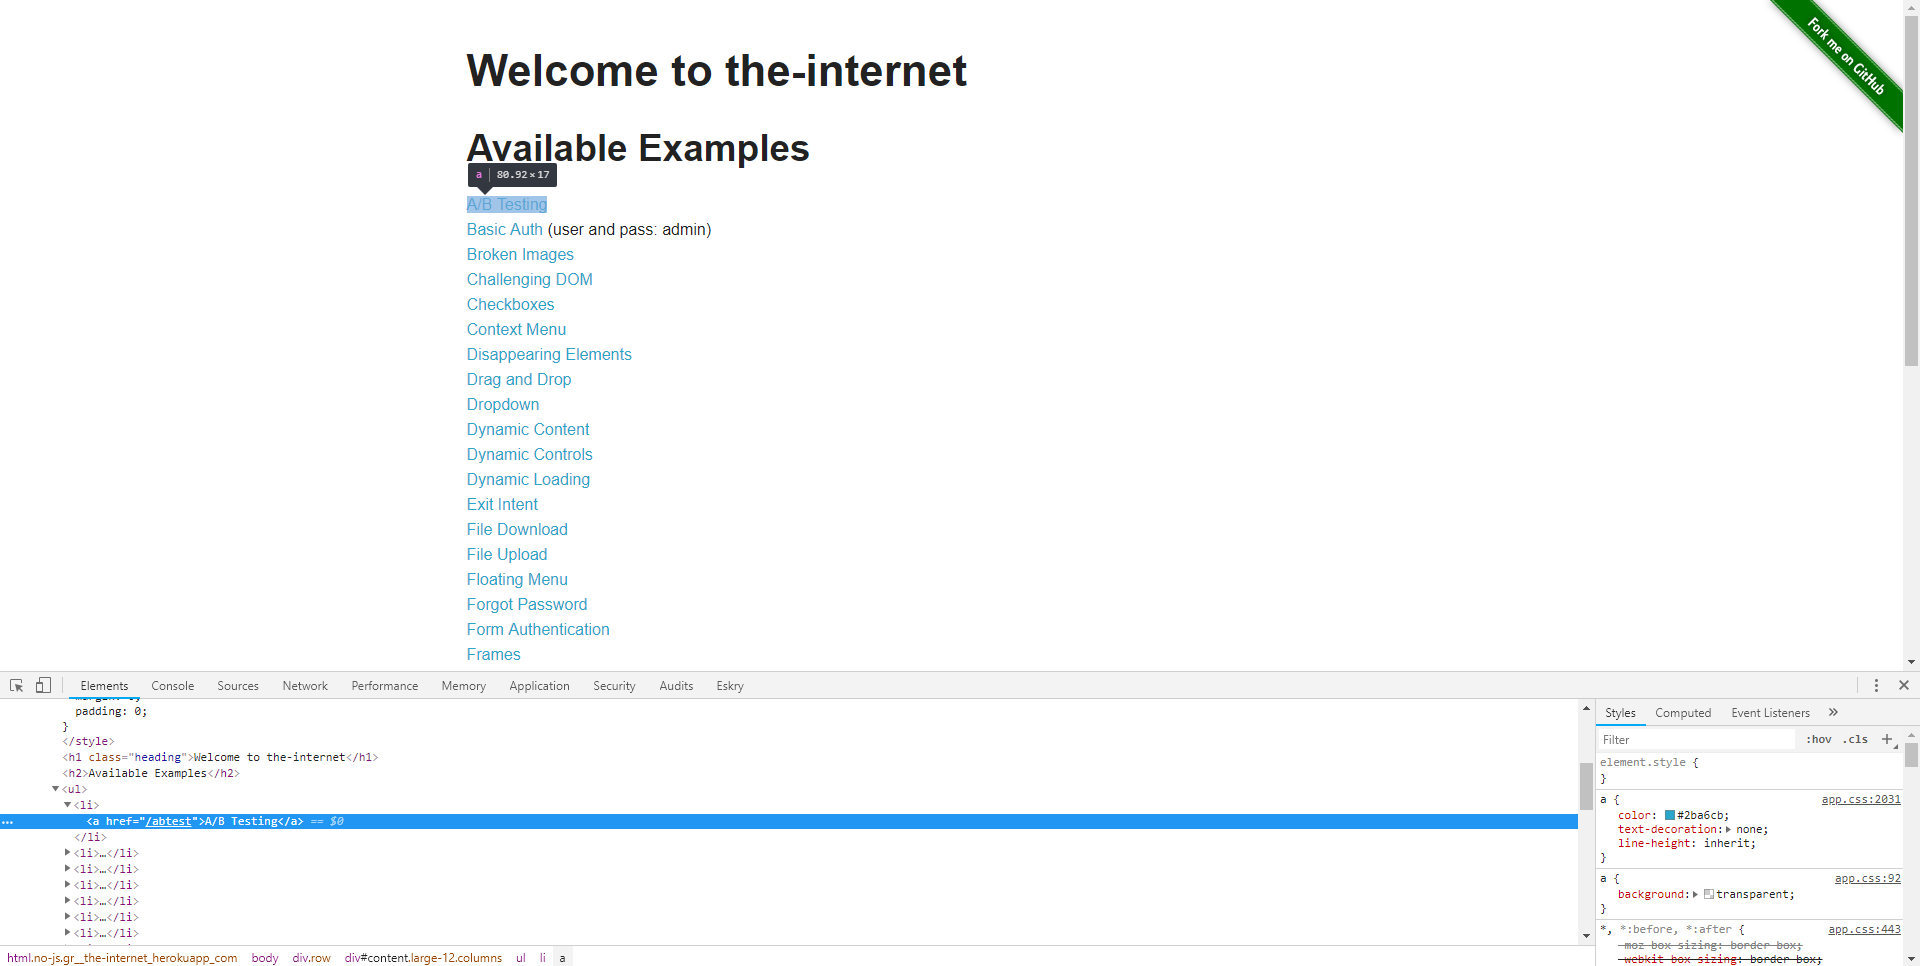 Fork me on GitHub
Welcome to the-internet
Available Examples
a 80.92 × 17
A/B Testing
Basic Auth (user and pass: admin)
Broken Images
Challenging DOM
Checkboxes
Context Menu
Disappearing Elements
Drag and Drop
Dropdown
Dynamic Content
Dynamic Controls
Dynamic Loading
Exit Intent
File Download
File Upload
Floating Menu
Forgot Password
Form Authentication
Frames
Elements Console Sources Network Performance Memory Application Security Audits Eskry
padding: 0;
}
</style>
<h1 class="heading">Welcome to the-internet</h1>
<h2>Available Examples</h2>
<ul>
<li>
... <a href="/abtest">A/B Testing</a> == $0
</li>
<li>…</li>
<li>…</li>
<li>…</li>
<li>…</li>
<li>…</li>
<li>…</li>
html.no-js.gr__the-internet_herokuapp_com body div.row div#content.large-12.columns ul li a
Styles Computed Event Listeners »
Filter :hov .cls +
element.style {
}
a { app.css:2031
color: #2ba6cb;
text-decoration: none;
line-height: inherit;
}
a { app.css:92
background: transparent;
}
*, *:before, *:after { app.css:443
-moz-box-sizing: border-box;
-webkit-box-sizing: border-box;